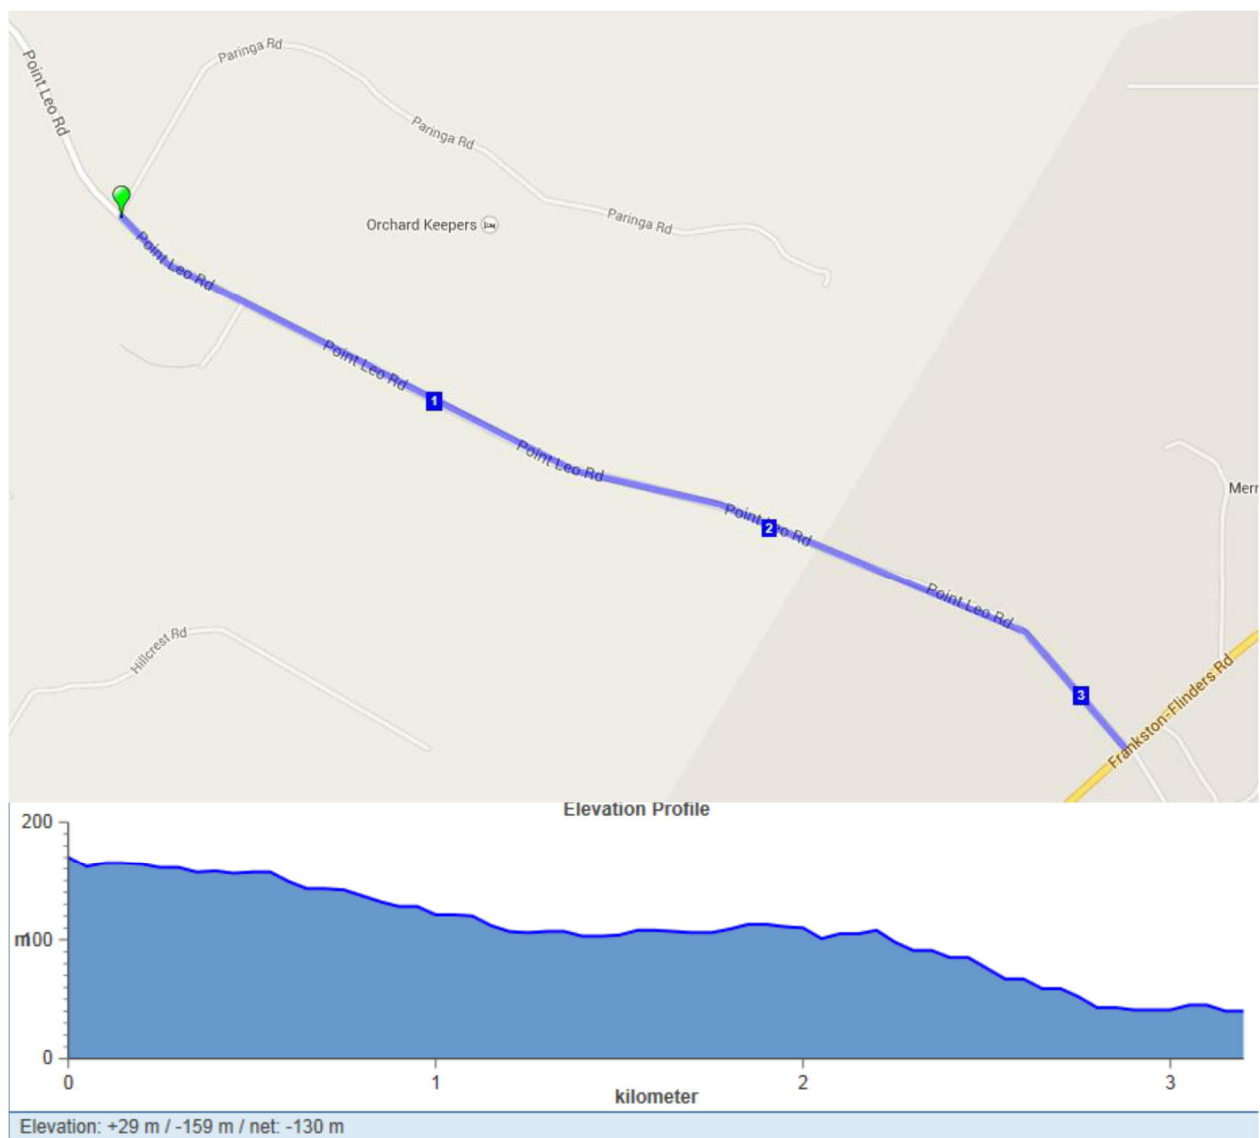 Point Leo Rd
Paringa Rd
Paringa Rd
Paringa Rd
Orchard Keepers
Point Leo Rd
Point Leo Rd
1
Point Leo Rd
Point Leo Rd
2
Point Leo Rd
Merr
Hillcrest Rd
3
Frankston-Flinders Rd
Elevation Profile
200
m
100
0
0
1
2
3
kilometer
Elevation: +29 m / -159 m / net: -130 m